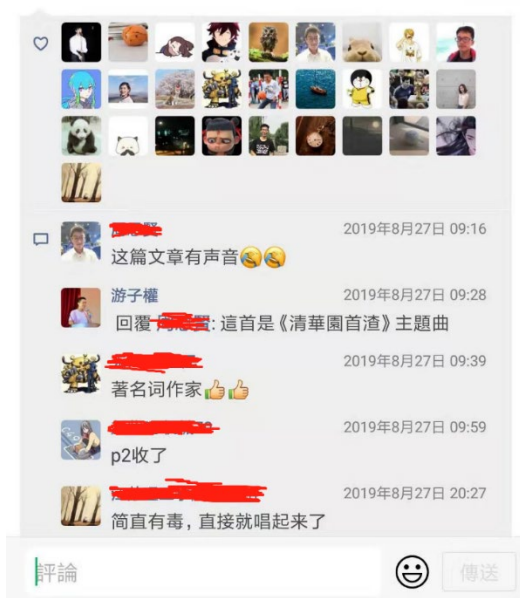 2019年8月27日 09:16
这篇文章有声音
游子權 2019年8月27日 09:28
回覆 : 這首是《清華園首渣》主題曲
2019年8月27日 09:39
著名词作家
2019年8月27日 09:59
p2收了
2019年8月27日 20:27
简直有毒，直接就唱起来了
評論 傳送